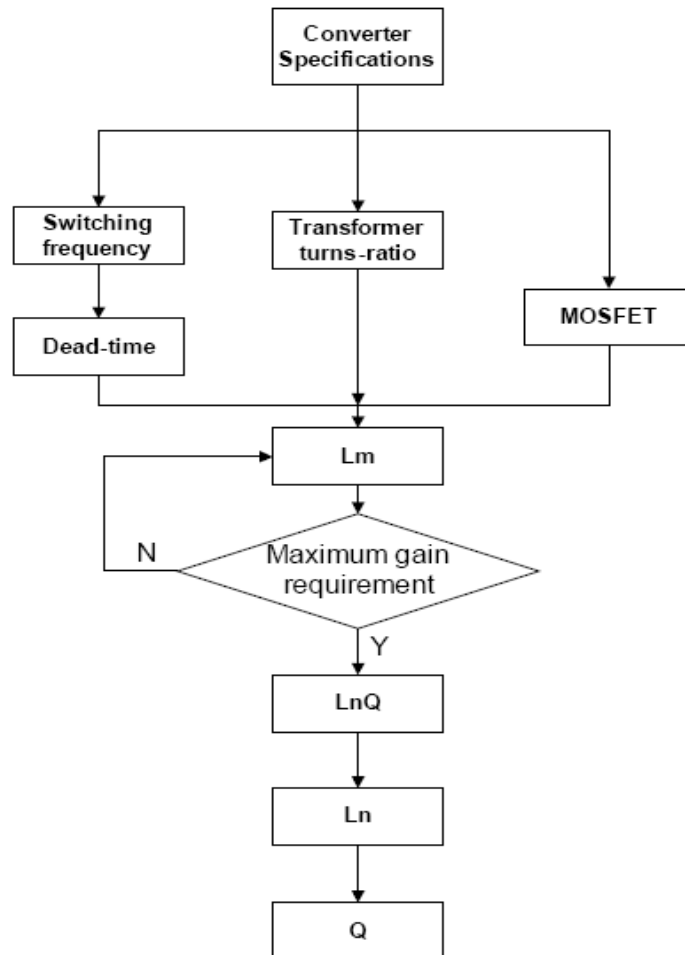 Converter
Specifications
Switching
frequency
Transformer
turns-ratio
MOSFET
Dead-time
Lm
N
Maximum gain
requirement
Y
LnQ
Ln
Q